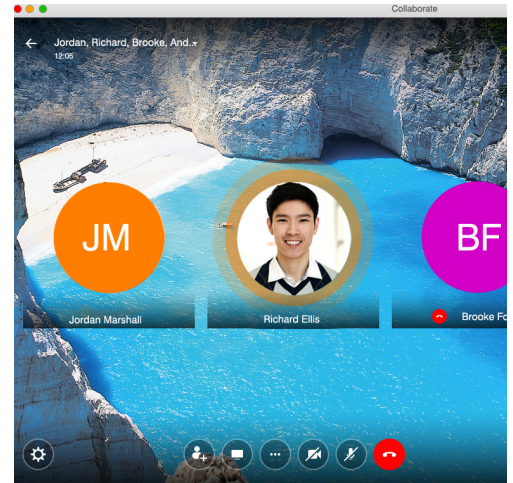 Collaborate
Jordan, Richard, Brooke, And...
12:05
JM
BF
Jordan Marshall
Richard Ellis
Brooke Fo